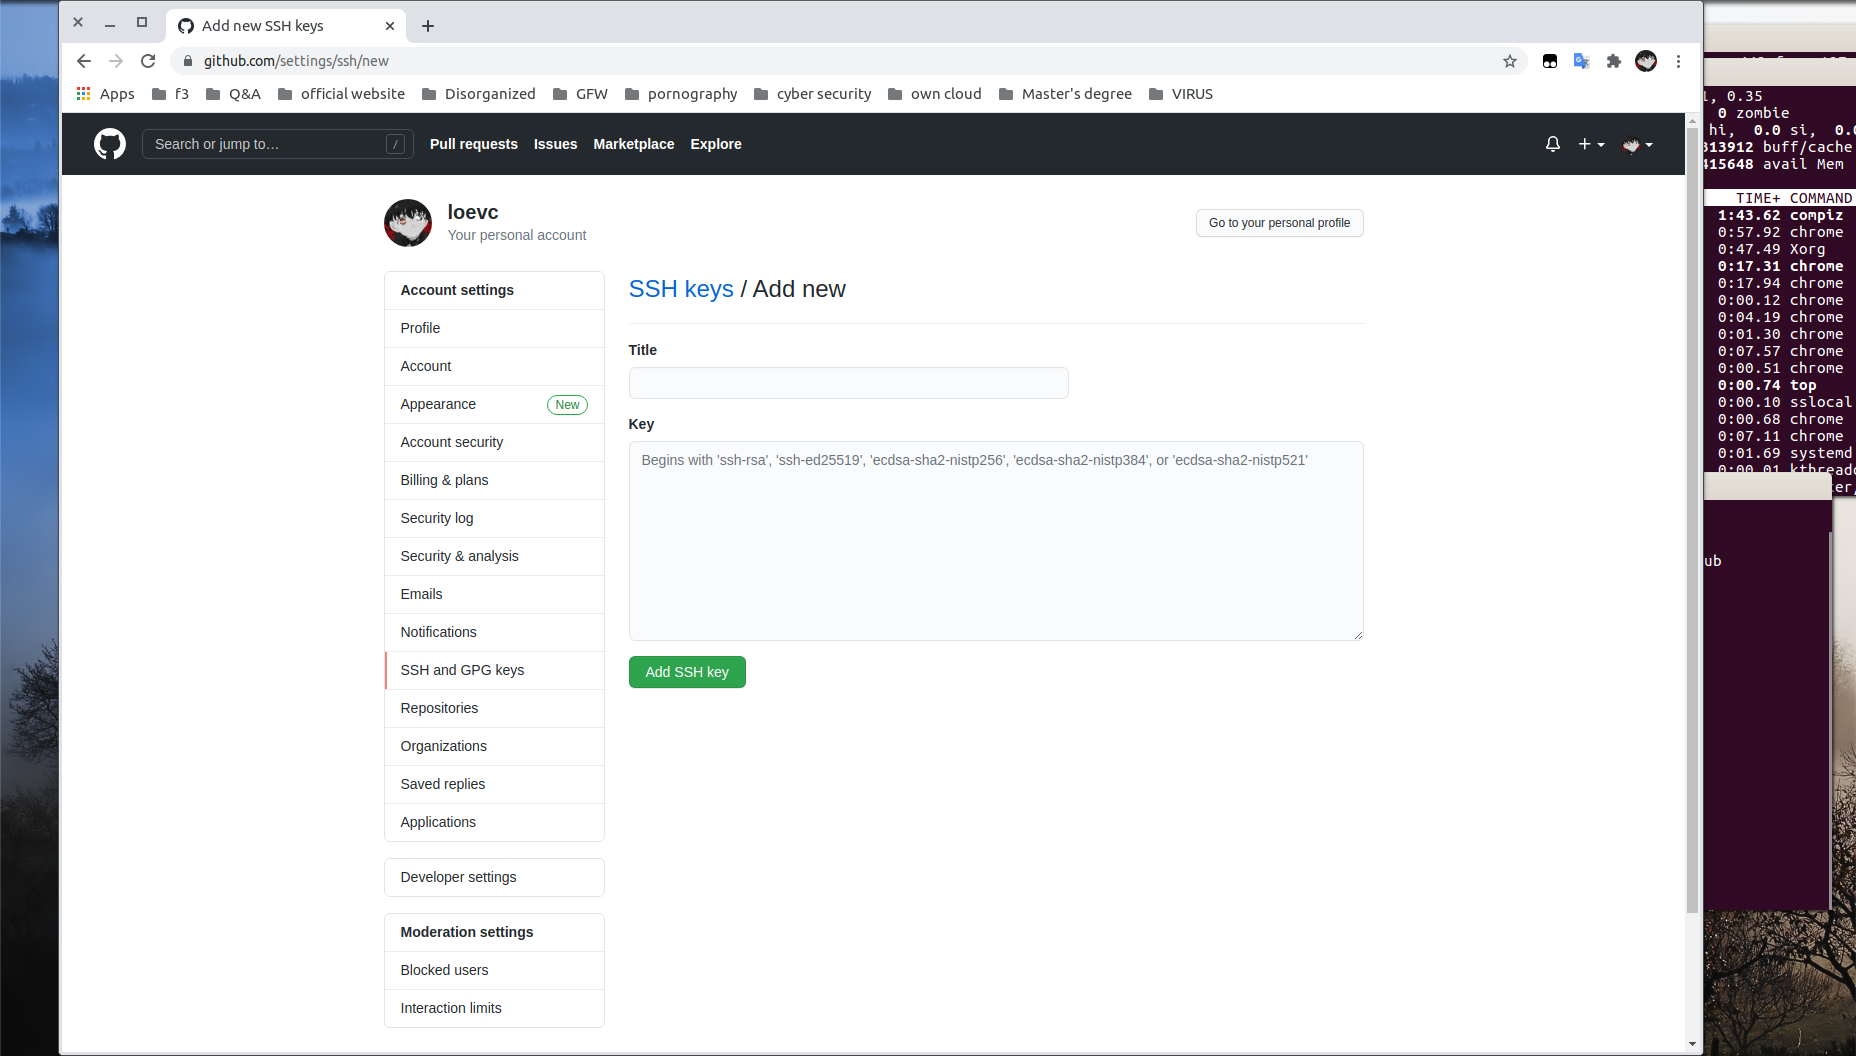 Add new SSH keys
github.com/settings/ssh/new
Apps f3 Q&A official website Disorganized GFW pornography cyber security own cloud Master's degree VIRUS
Search or jump to… / Pull requests Issues Marketplace Explore
loevc
Your personal account
Go to your personal profile
Account settings
Profile
Account
Appearance New
Account security
Billing & plans
Security log
Security & analysis
Emails
Notifications
SSH and GPG keys
Repositories
Organizations
Saved replies
Applications
Developer settings
Moderation settings
Blocked users
Interaction limits
SSH keys / Add new
Title
Key
Begins with 'ssh-rsa', 'ssh-ed25519', 'ecdsa-sha2-nistp256', 'ecdsa-sha2-nistp384', or 'ecdsa-sha2-nistp521'
Add SSH key
, 0.35
0 zombie
hi, 0.0 si, 0.0
313912 buff/cache
415648 avail Mem
TIME+ COMMAND
1:43.62 compiz
0:57.92 chrome
0:47.49 Xorg
0:17.31 chrome
0:17.94 chrome
0:00.12 chrome
0:04.19 chrome
0:01.30 chrome
0:07.57 chrome
0:00.51 chrome
0:00.74 top
0:00.10 sslocal
0:00.68 chrome
0:07.11 chrome
0:01.69 systemd
0:00.01 kthreadd
ker/
ub